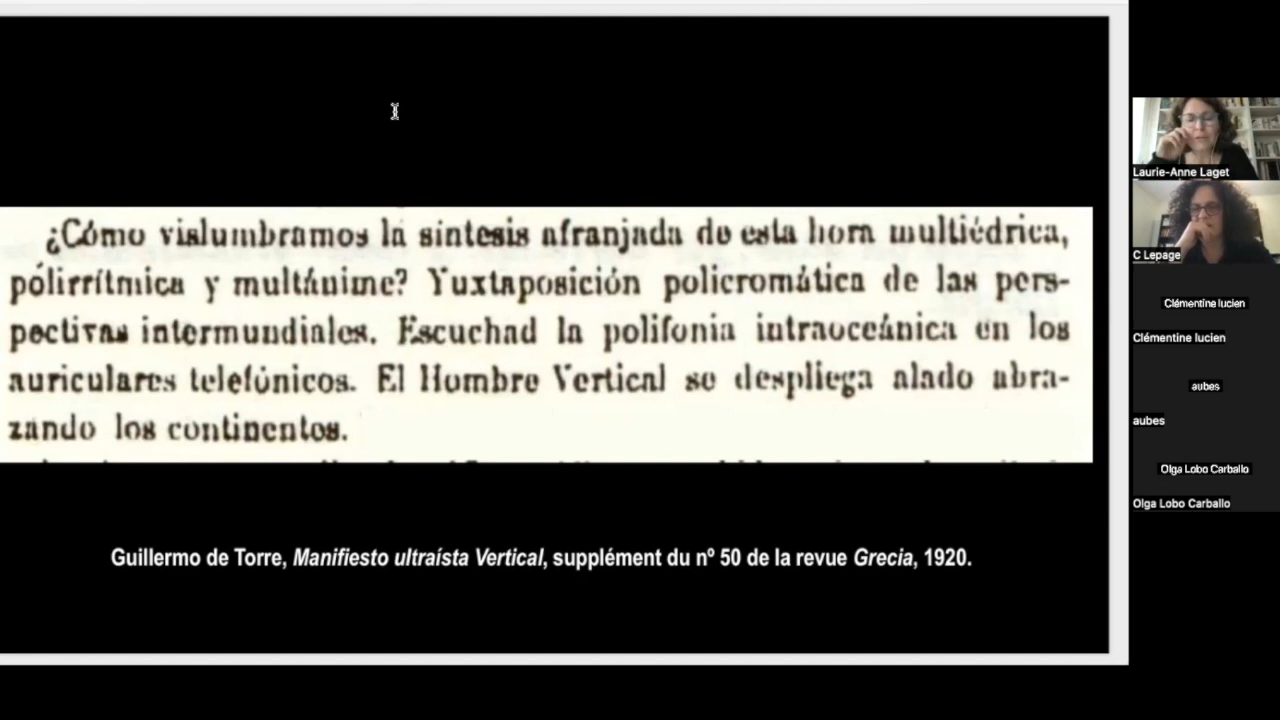 ¿Cómo vislumbramos la síntesis afranjada de esta hora multiédrica,
pólirrítmica y multánime? Yuxtaposición policromática de las pers-
pectivas intermundiales. Escuchad la polifonia intraoceánica en los
auriculares telefónicos. El Hombre Vertical se despliega alado abra-
zando los continentes.
Guillermo de Torre, Manifiesto ultraísta Vertical, supplément du nº 50 de la revue Grecia, 1920.
Laurie-Anne Laget
C Lepage
Clémentine lucien
Clémentine lucien
aubes
aubes
Olga Lobo Carballo
Olga Lobo Carballo